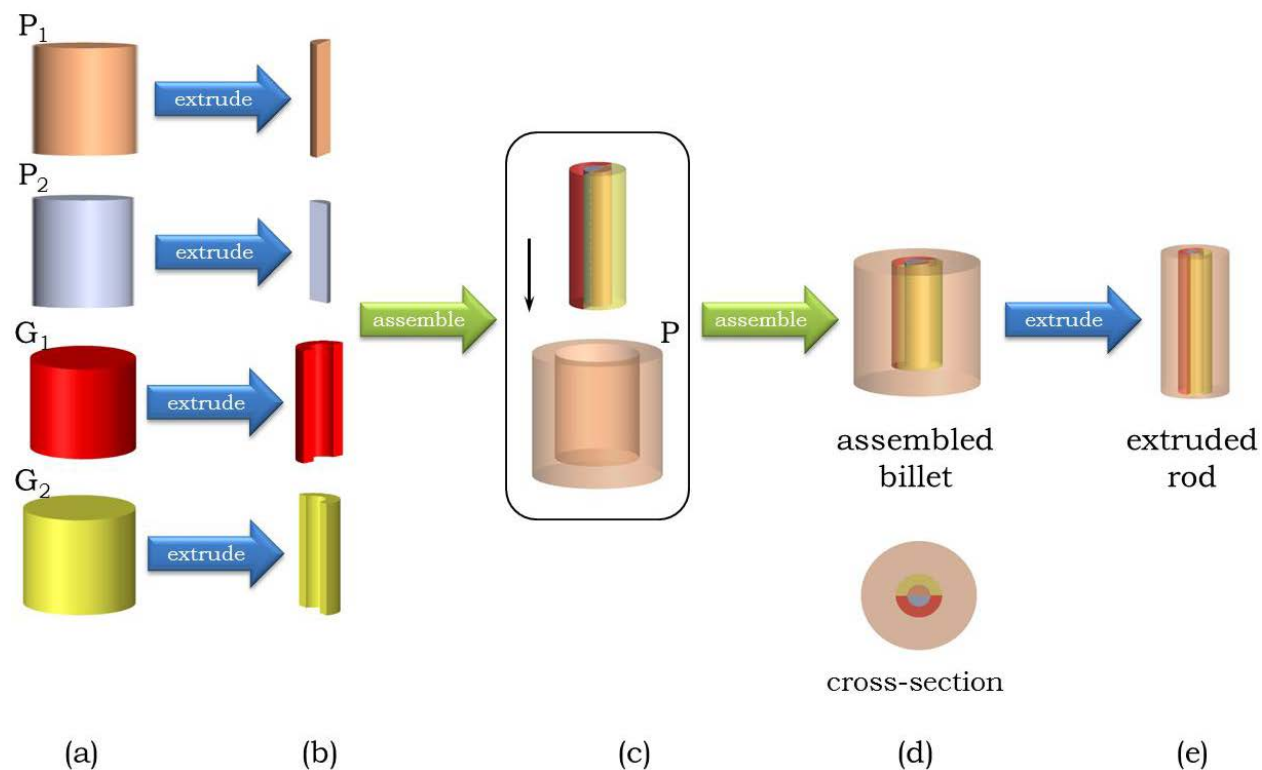 P1
extrude
P2
extrude
G1
extrude
G2
extrude
assemble
P
assemble
assembled
billet
extrude
extruded
rod
cross-section
(a) (b) (c) (d) (e)